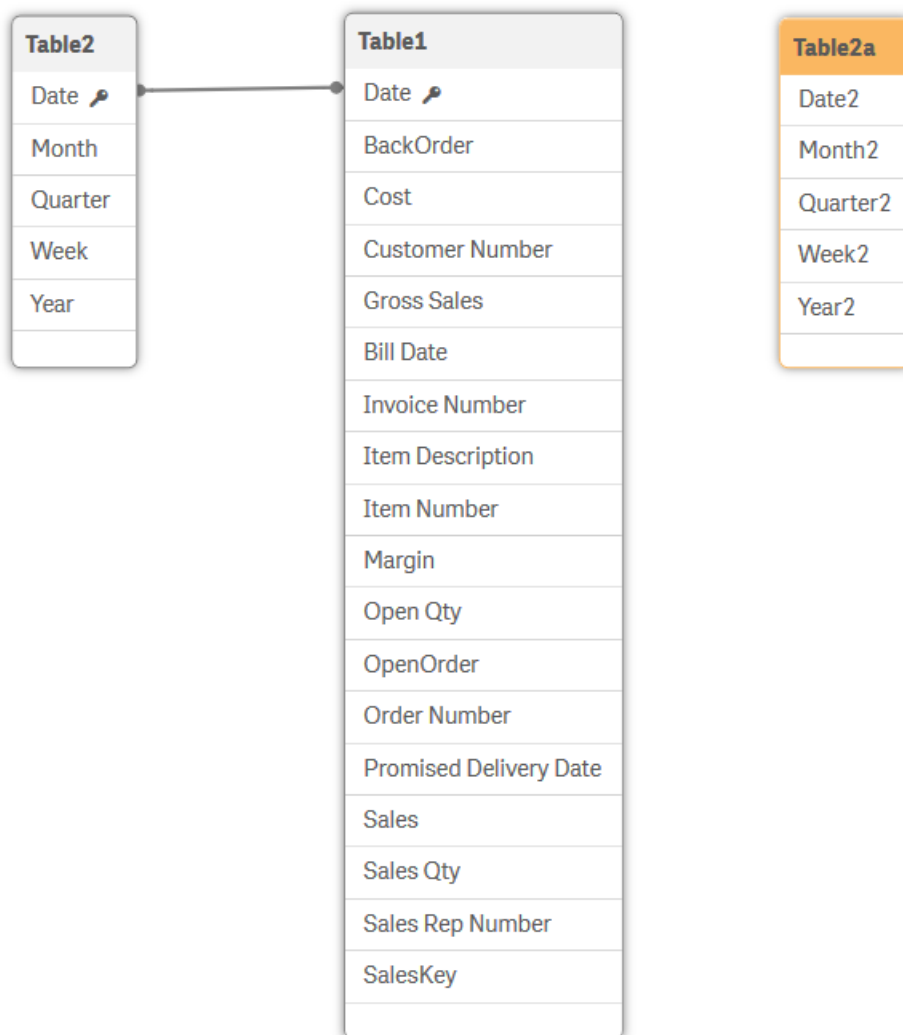 Table2
Date
Month
Quarter
Week
Year
Table1
Date
BackOrder
Cost
Customer Number
Gross Sales
Bill Date
Invoice Number
Item Description
Item Number
Margin
Open Qty
OpenOrder
Order Number
Promised Delivery Date
Sales
Sales Qty
Sales Rep Number
SalesKey
Table2a
Date2
Month2
Quarter2
Week2
Year2